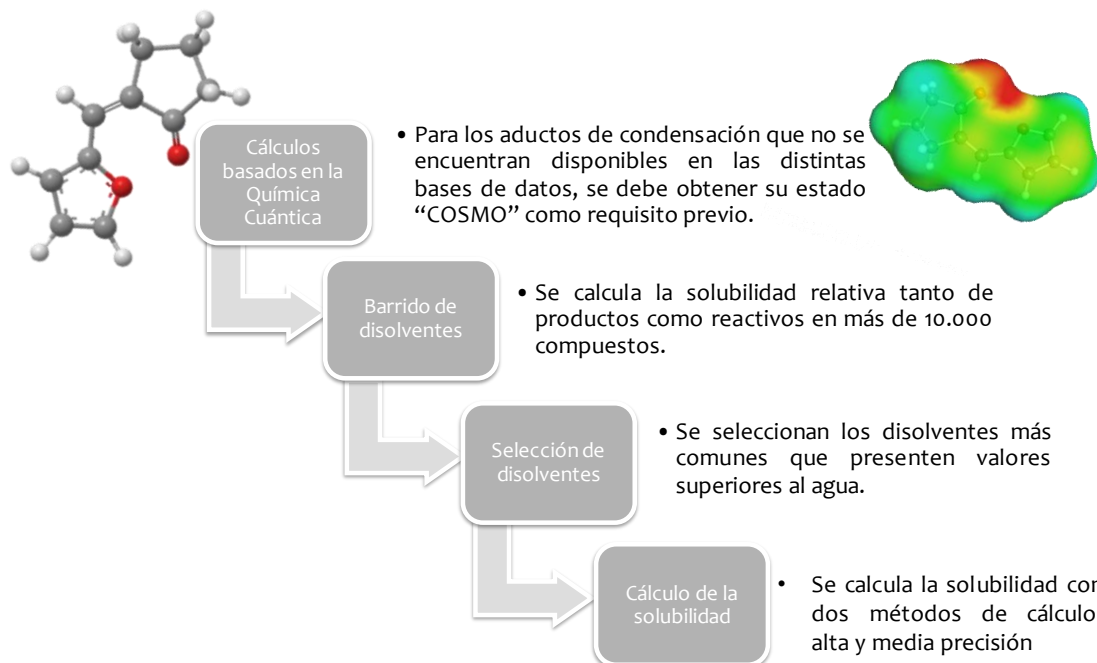 Cálculos
basados en la
Química
Cuántica
• Para los aductos de condensación que no se
encuentran disponibles en las distintas
bases de datos, se debe obtener su estado
“COSMO” como requisito previo.
Barrido de
disolventes
• Se calcula la solubilidad relativa tanto de
productos como reactivos en más de 10.000
compuestos.
Selección de
disolventes
• Se seleccionan los disolventes más
comunes que presenten valores
superiores al agua.
Cálculo de la
solubilidad
• Se calcula la solubilidad con
dos métodos de cálculo
alta y media precisión